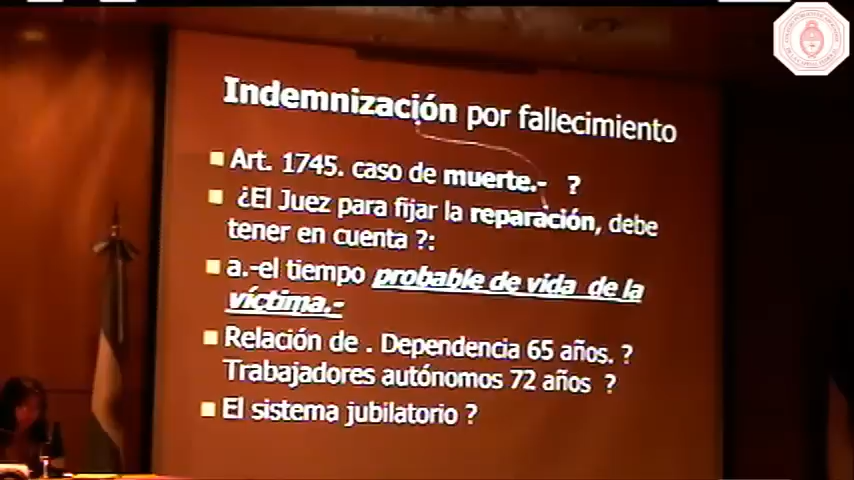 Indemnización por fallecimiento
Art. 1745. caso de muerte.- ?
¿El Juez para fijar la reparación, debe
tener en cuenta ?:
a.-el tiempo probable de vida de la
víctima.-
Relación de . Dependencia 65 años. ?
Trabajadores autónomos 72 años ?
El sistema jubilatorio ?